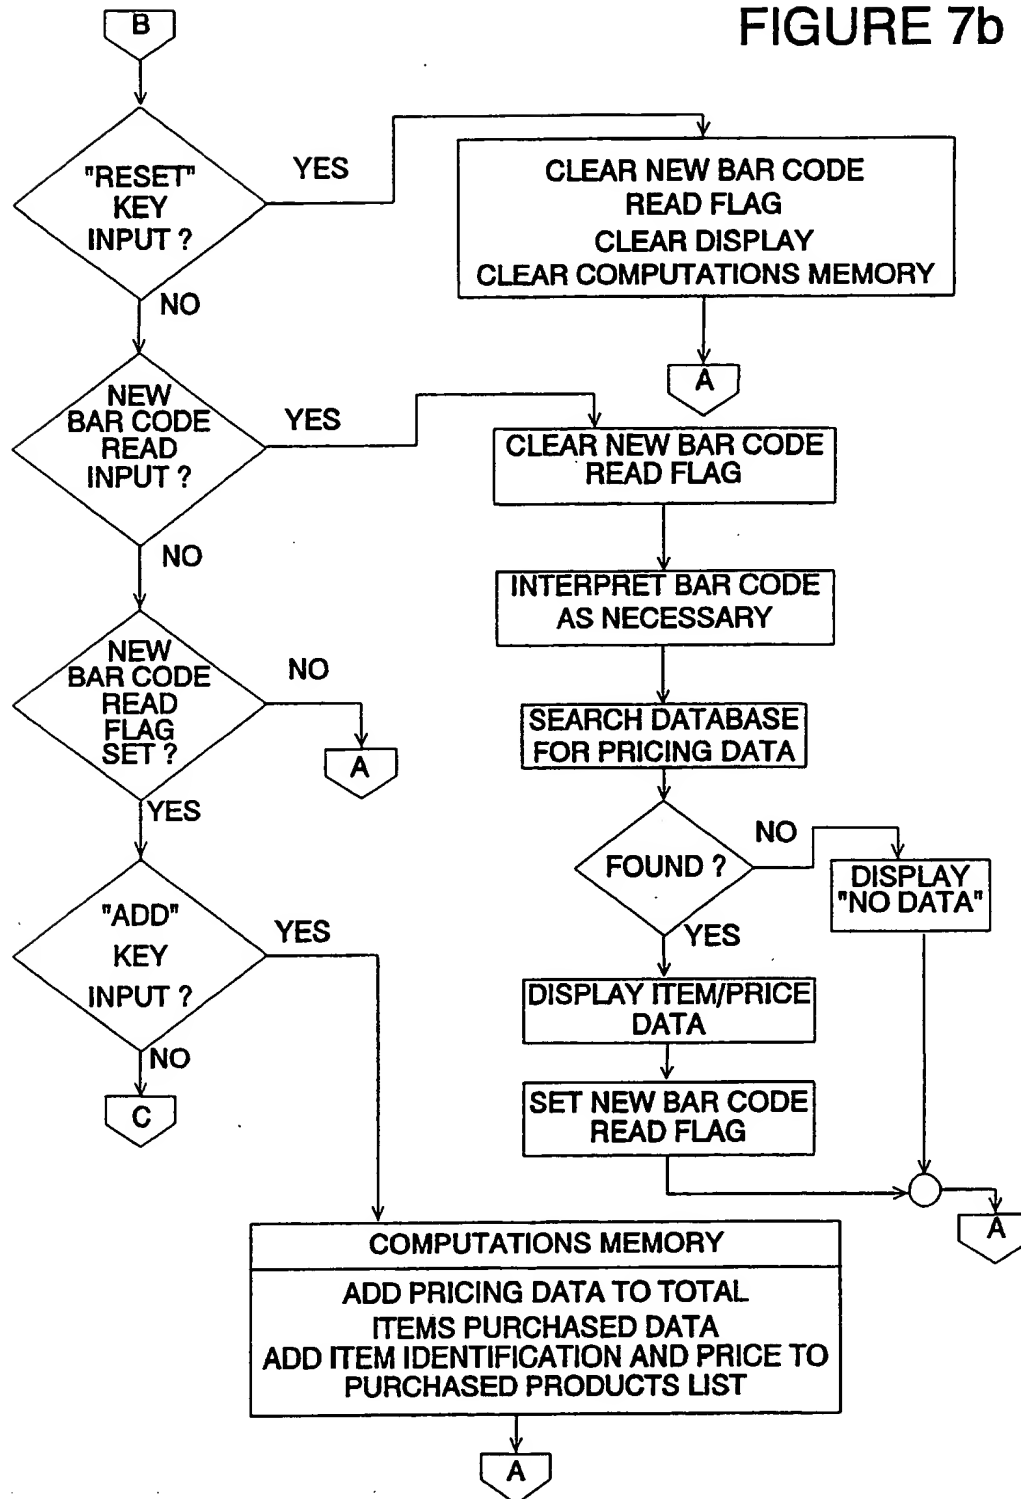 FIGURE 7b
B
"RESET"
KEY
INPUT ?
YES
NO
CLEAR NEW BAR CODE
READ FLAG
CLEAR DISPLAY
CLEAR COMPUTATIONS MEMORY
A
NEW
BAR CODE
READ
INPUT ?
YES
NO
CLEAR NEW BAR CODE
READ FLAG
INTERPRET BAR CODE
AS NECESSARY
SEARCH DATABASE
FOR PRICING DATA
FOUND ?
NO
DISPLAY
"NO DATA"
YES
DISPLAY ITEM/PRICE
DATA
SET NEW BAR CODE
READ FLAG
A
NEW
BAR CODE
READ
FLAG
SET ?
NO
A
YES
"ADD"
KEY
INPUT ?
YES
NO
C
COMPUTATIONS MEMORY
ADD PRICING DATA TO TOTAL
ITEMS PURCHASED DATA
ADD ITEM IDENTIFICATION AND PRICE TO
PURCHASED PRODUCTS LIST
A